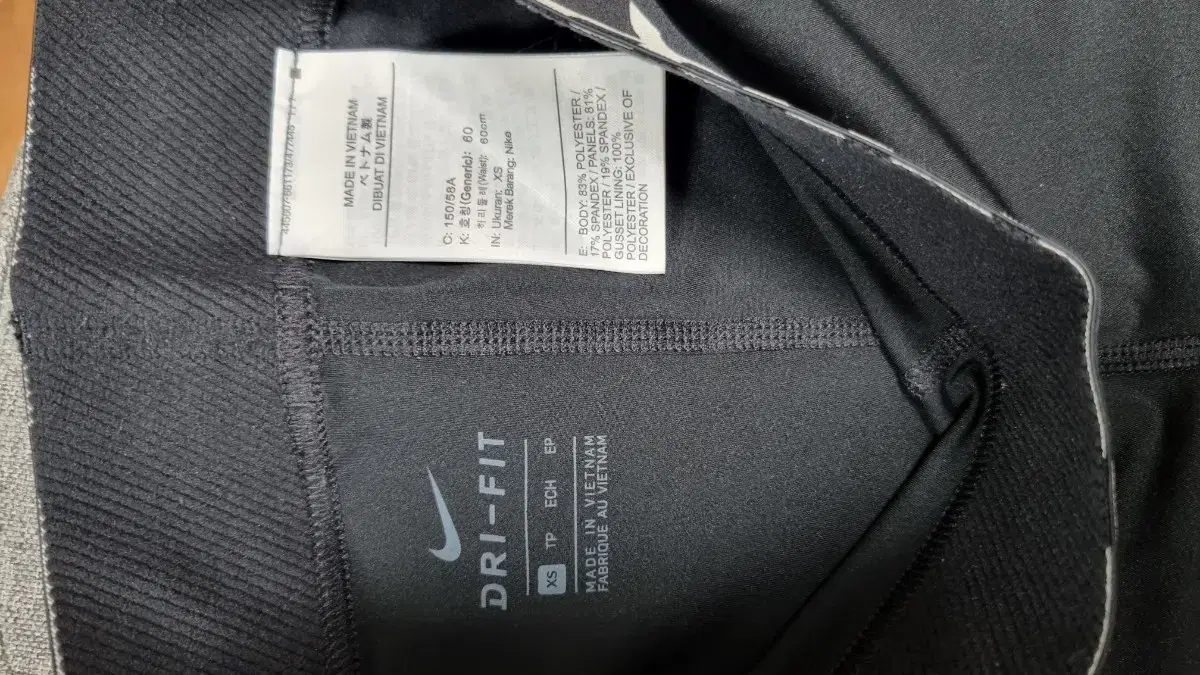 MADE IN VIETNAM
ベトナム製
DIBUAT DI VIETNAM
C: 150/58A
K: 호칭(Generic): 60
허리둘레(Waist): 60cm
IN: Ukuran: XS
Merek Barang: Nike
E: BODY: 83% POLYESTER /
17% SPANDEX / PANELS: 81%
POLYESTER / 19% SPANDEX /
GUSSET LINING: 100%
POLYESTER / EXCLUSIVE OF
DECORATION
DRI-FIT
XS TP ECH EP
MADE IN VIETNAM
FABRIQUE AU VIETNAM